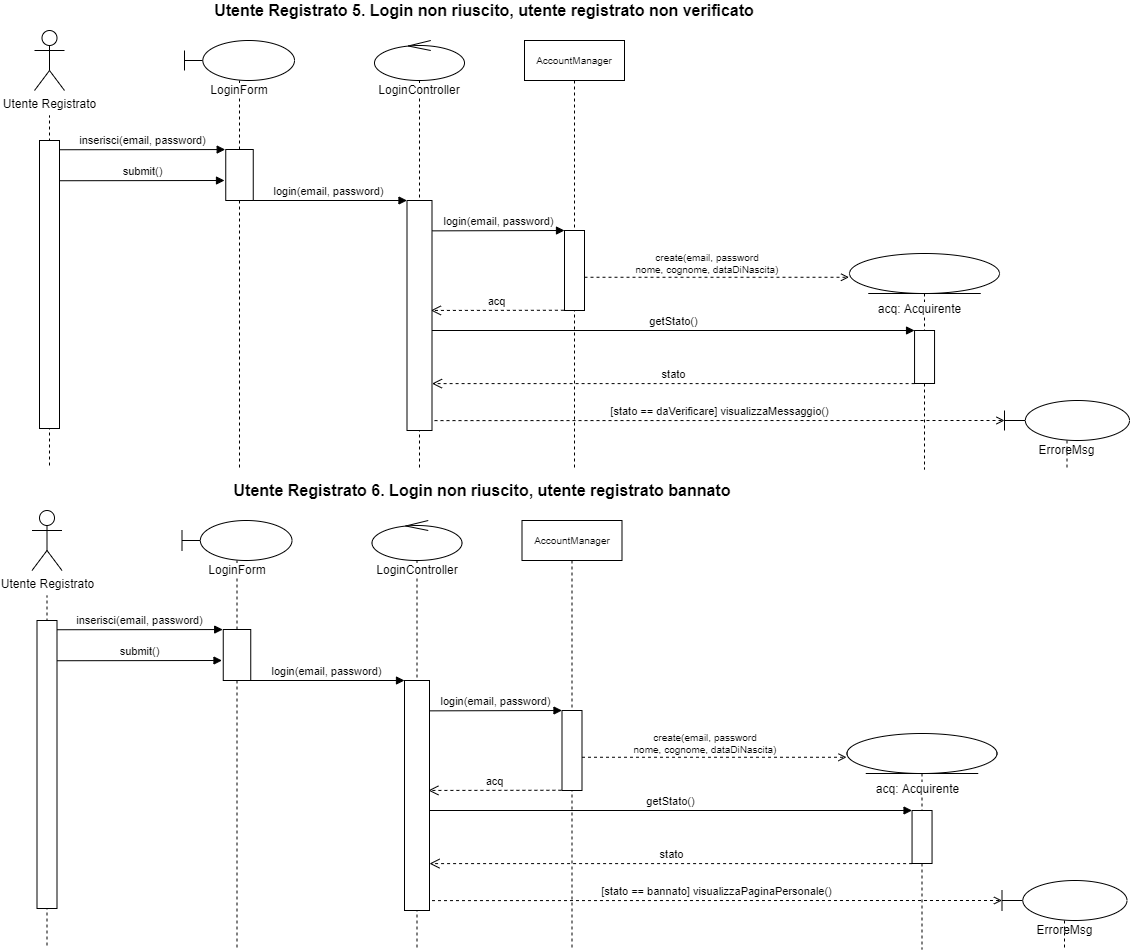 Utente Registrato 5. Login non riuscito, utente registrato non verificato
AccountManager
LoginForm
LoginController
Utente Registrato
inserisci(email, password)
submit()
login(email, password)
login(email, password)
create(email, password
nome, cognome, dataDiNascita)
acq
acq: Acquirente
getStato()
stato
[stato == daVerificare] visualizzaMessaggio()
ErroreMsg
Utente Registrato 6. Login non riuscito, utente registrato bannato
AccountManager
LoginForm
LoginController
Utente Registrato
inserisci(email, password)
submit()
login(email, password)
login(email, password)
create(email, password
nome, cognome, dataDiNascita)
acq
acq: Acquirente
getStato()
stato
[stato == bannato] visualizzaPaginaPersonale()
ErroreMsg